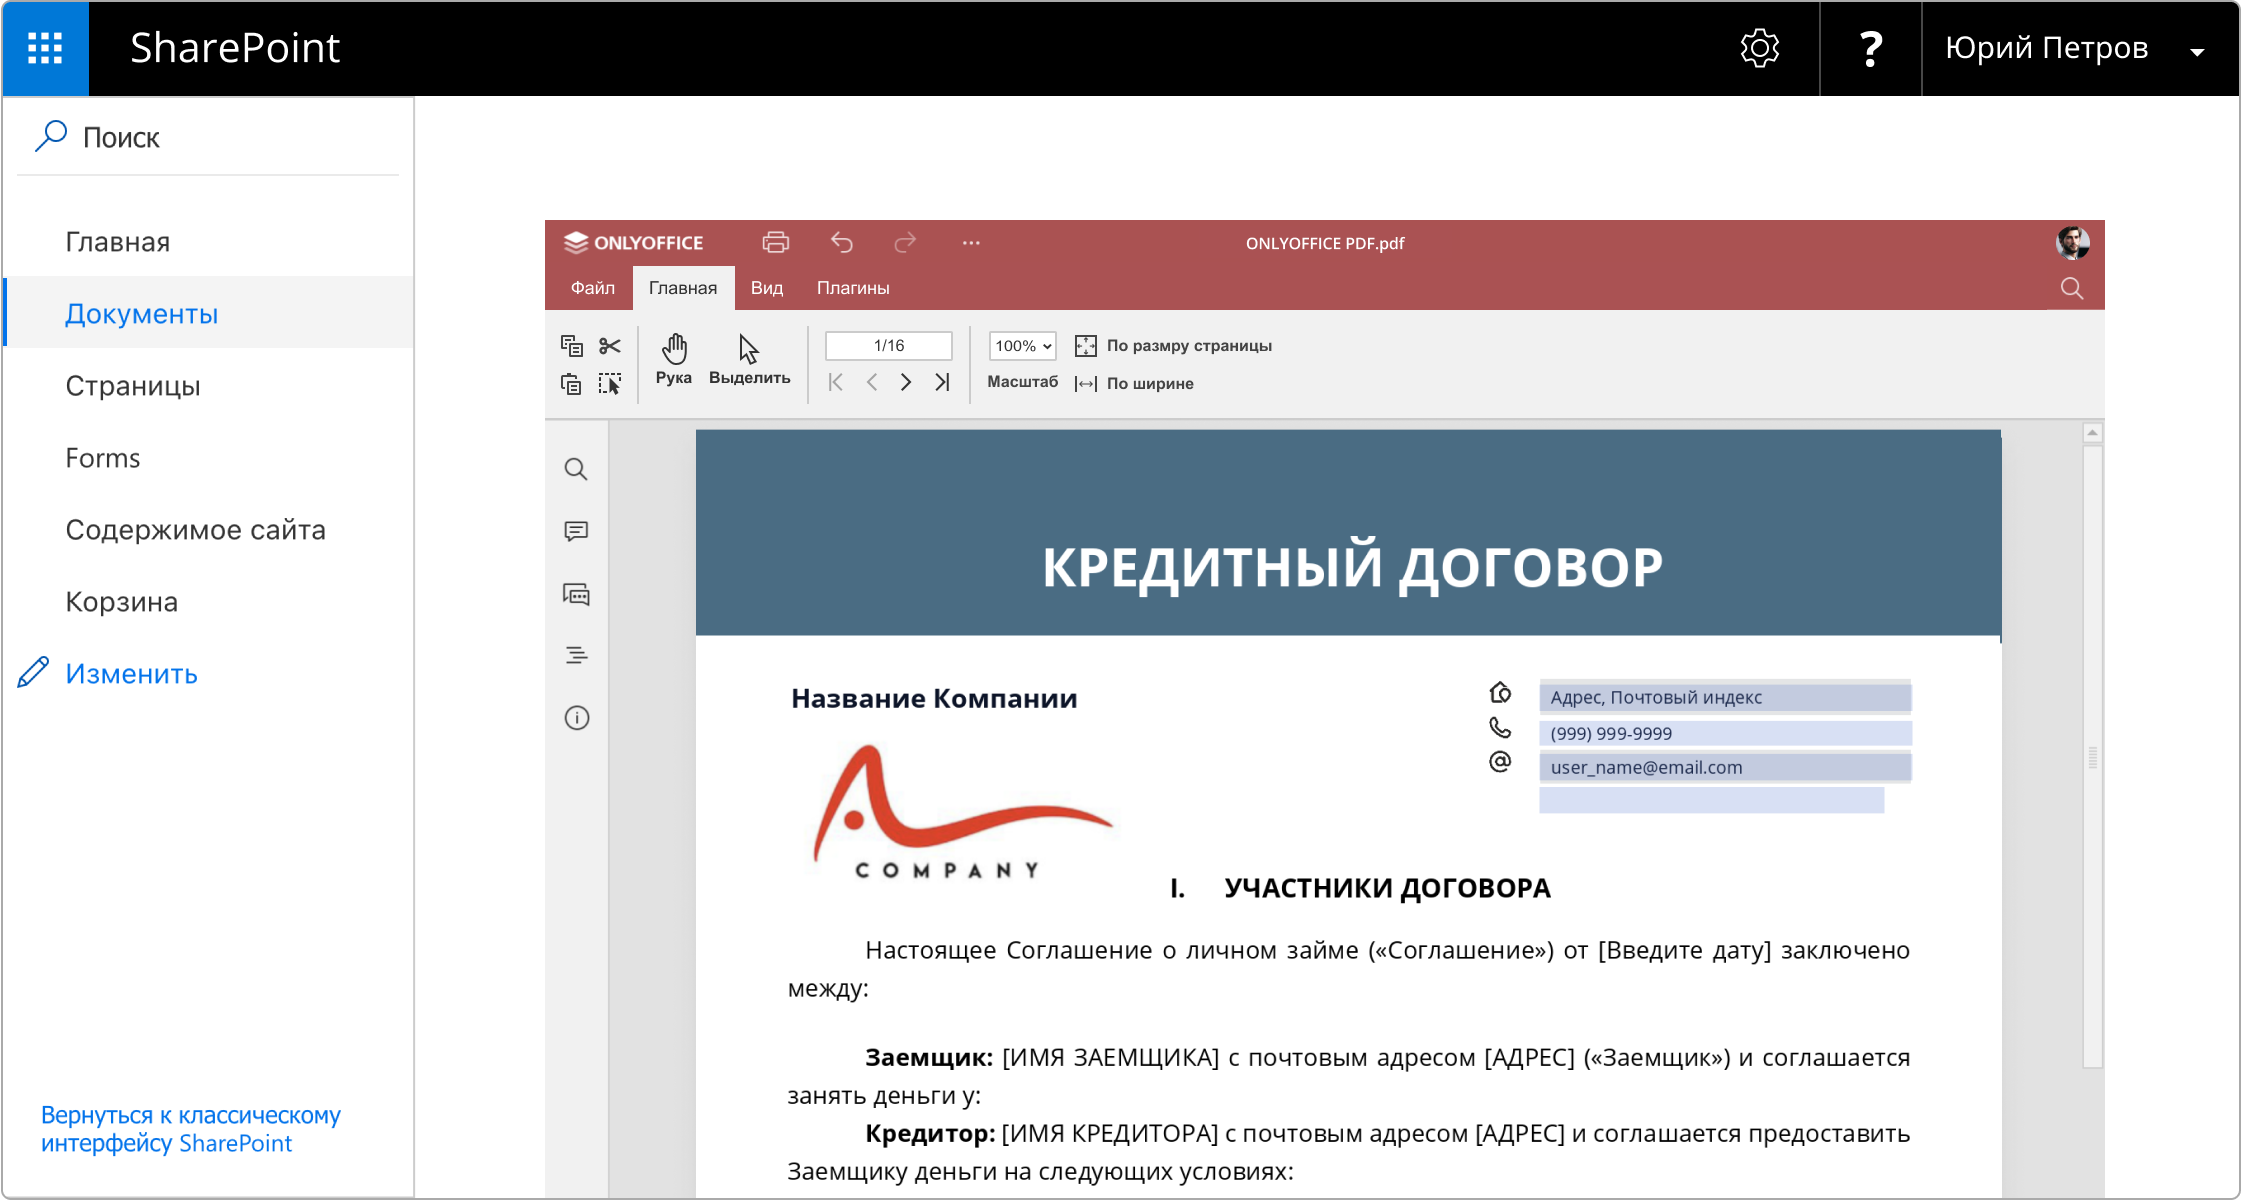 SharePoint
?
Юрий Петров
Поиск
Главная
Документы
Страницы
Forms
Содержимое сайта
Корзина
Изменить
Вернуться к классическому
интерфейсу SharePoint
ONLYOFFICE
ONLYOFFICE PDF.pdf
Файл
Главная
Вид
Плагины
Рука
Выделить
1/16
100%
Масштаб
По размру страницы
По ширине
КРЕДИТНЫЙ ДОГОВОР
Название Компании
COMPANY
Адрес, Почтовый индекс
(999) 999-9999
user_name@email.com
I. УЧАСТНИКИ ДОГОВОРА
Настоящее Соглашение о личном займе («Соглашение») от [Введите дату] заключено
между:
Заемщик: [ИМЯ ЗАЕМЩИКА] с почтовым адресом [АДРЕС] («Заемщик») и соглашается
занять деньги у:
Кредитор: [ИМЯ КРЕДИТОРА] с почтовым адресом [АДРЕС] и соглашается предоставить
Заемщику деньги на следующих условиях: